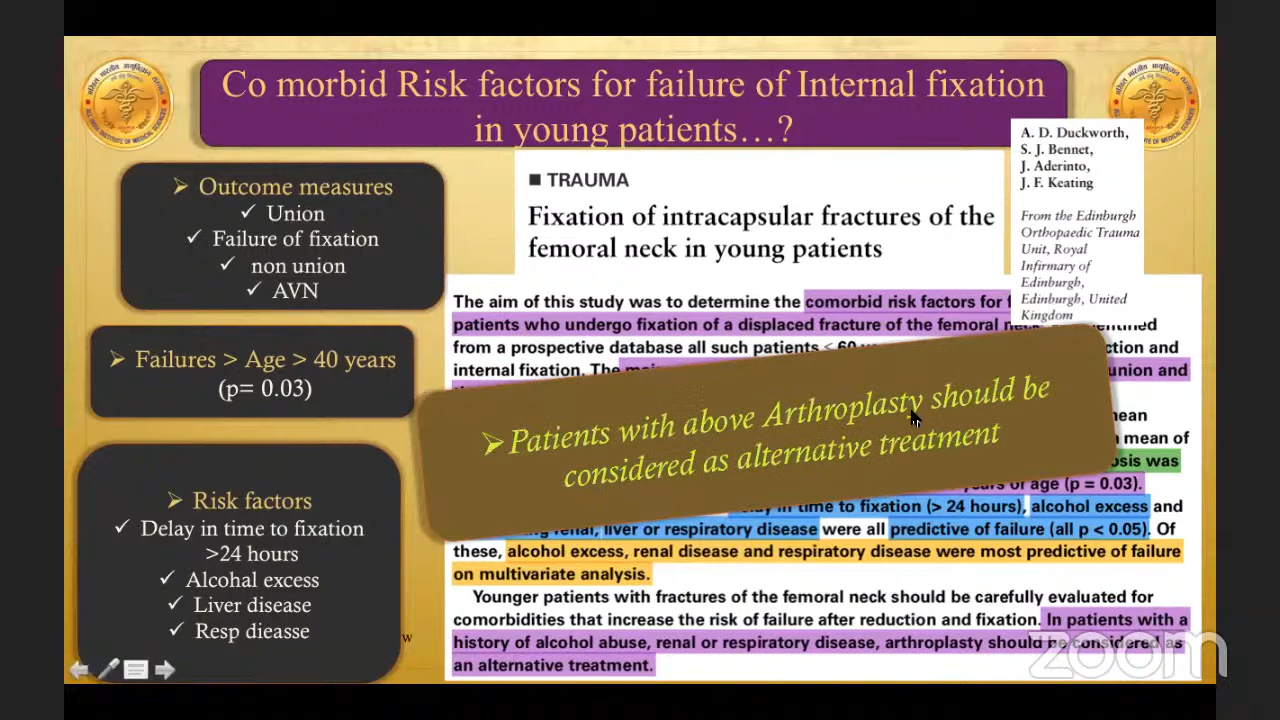 Co morbid Risk factors for failure of Internal fixation
in young patients…?
➢ Outcome measures
✓ Union
✓ Failure of fixation
✓ non union
✓ AVN
➢ Failures > Age > 40 years
(p= 0.03)
➢ Risk factors
✓ Delay in time to fixation
>24 hours
✓ Alcohal excess
✓ Liver disease
✓ Resp dieasse
w
■ TRAUMA
Fixation of intracapsular fractures of the
femoral neck in young patients
A. D. Duckworth,
S. J. Bennet,
J. Aderinto,
J. F. Keating
From the Edinburgh
Orthopaedic Trauma
Unit, Royal
Infirmary of
Edinburgh,
Edinburgh, United
Kingdom
The aim of this study was to determine the comorbid risk factors for
patients who undergo fixation of a displaced fracture of the femoral
from a prospective database all such patients ction and
internal fixation. The union and
➢Patients with above Arthroplasty should be
considered as alternative treatment
mean of
was
age (p = 0.03).
in time to fixation (> 24 hours), alcohol excess and
liver or respiratory disease were all predictive of failure (all p < 0.05). Of
these, alcohol excess, renal disease and respiratory disease were most predictive of failure
on multivariate analysis.
Younger patients with fractures of the femoral neck should be carefully evaluated for
comorbidities that increase the risk of failure after reduction and fixation. In patients with a
history of alcohol abuse, renal or respiratory disease, arthroplasty should be considered as
an alternative treatment.
zoom